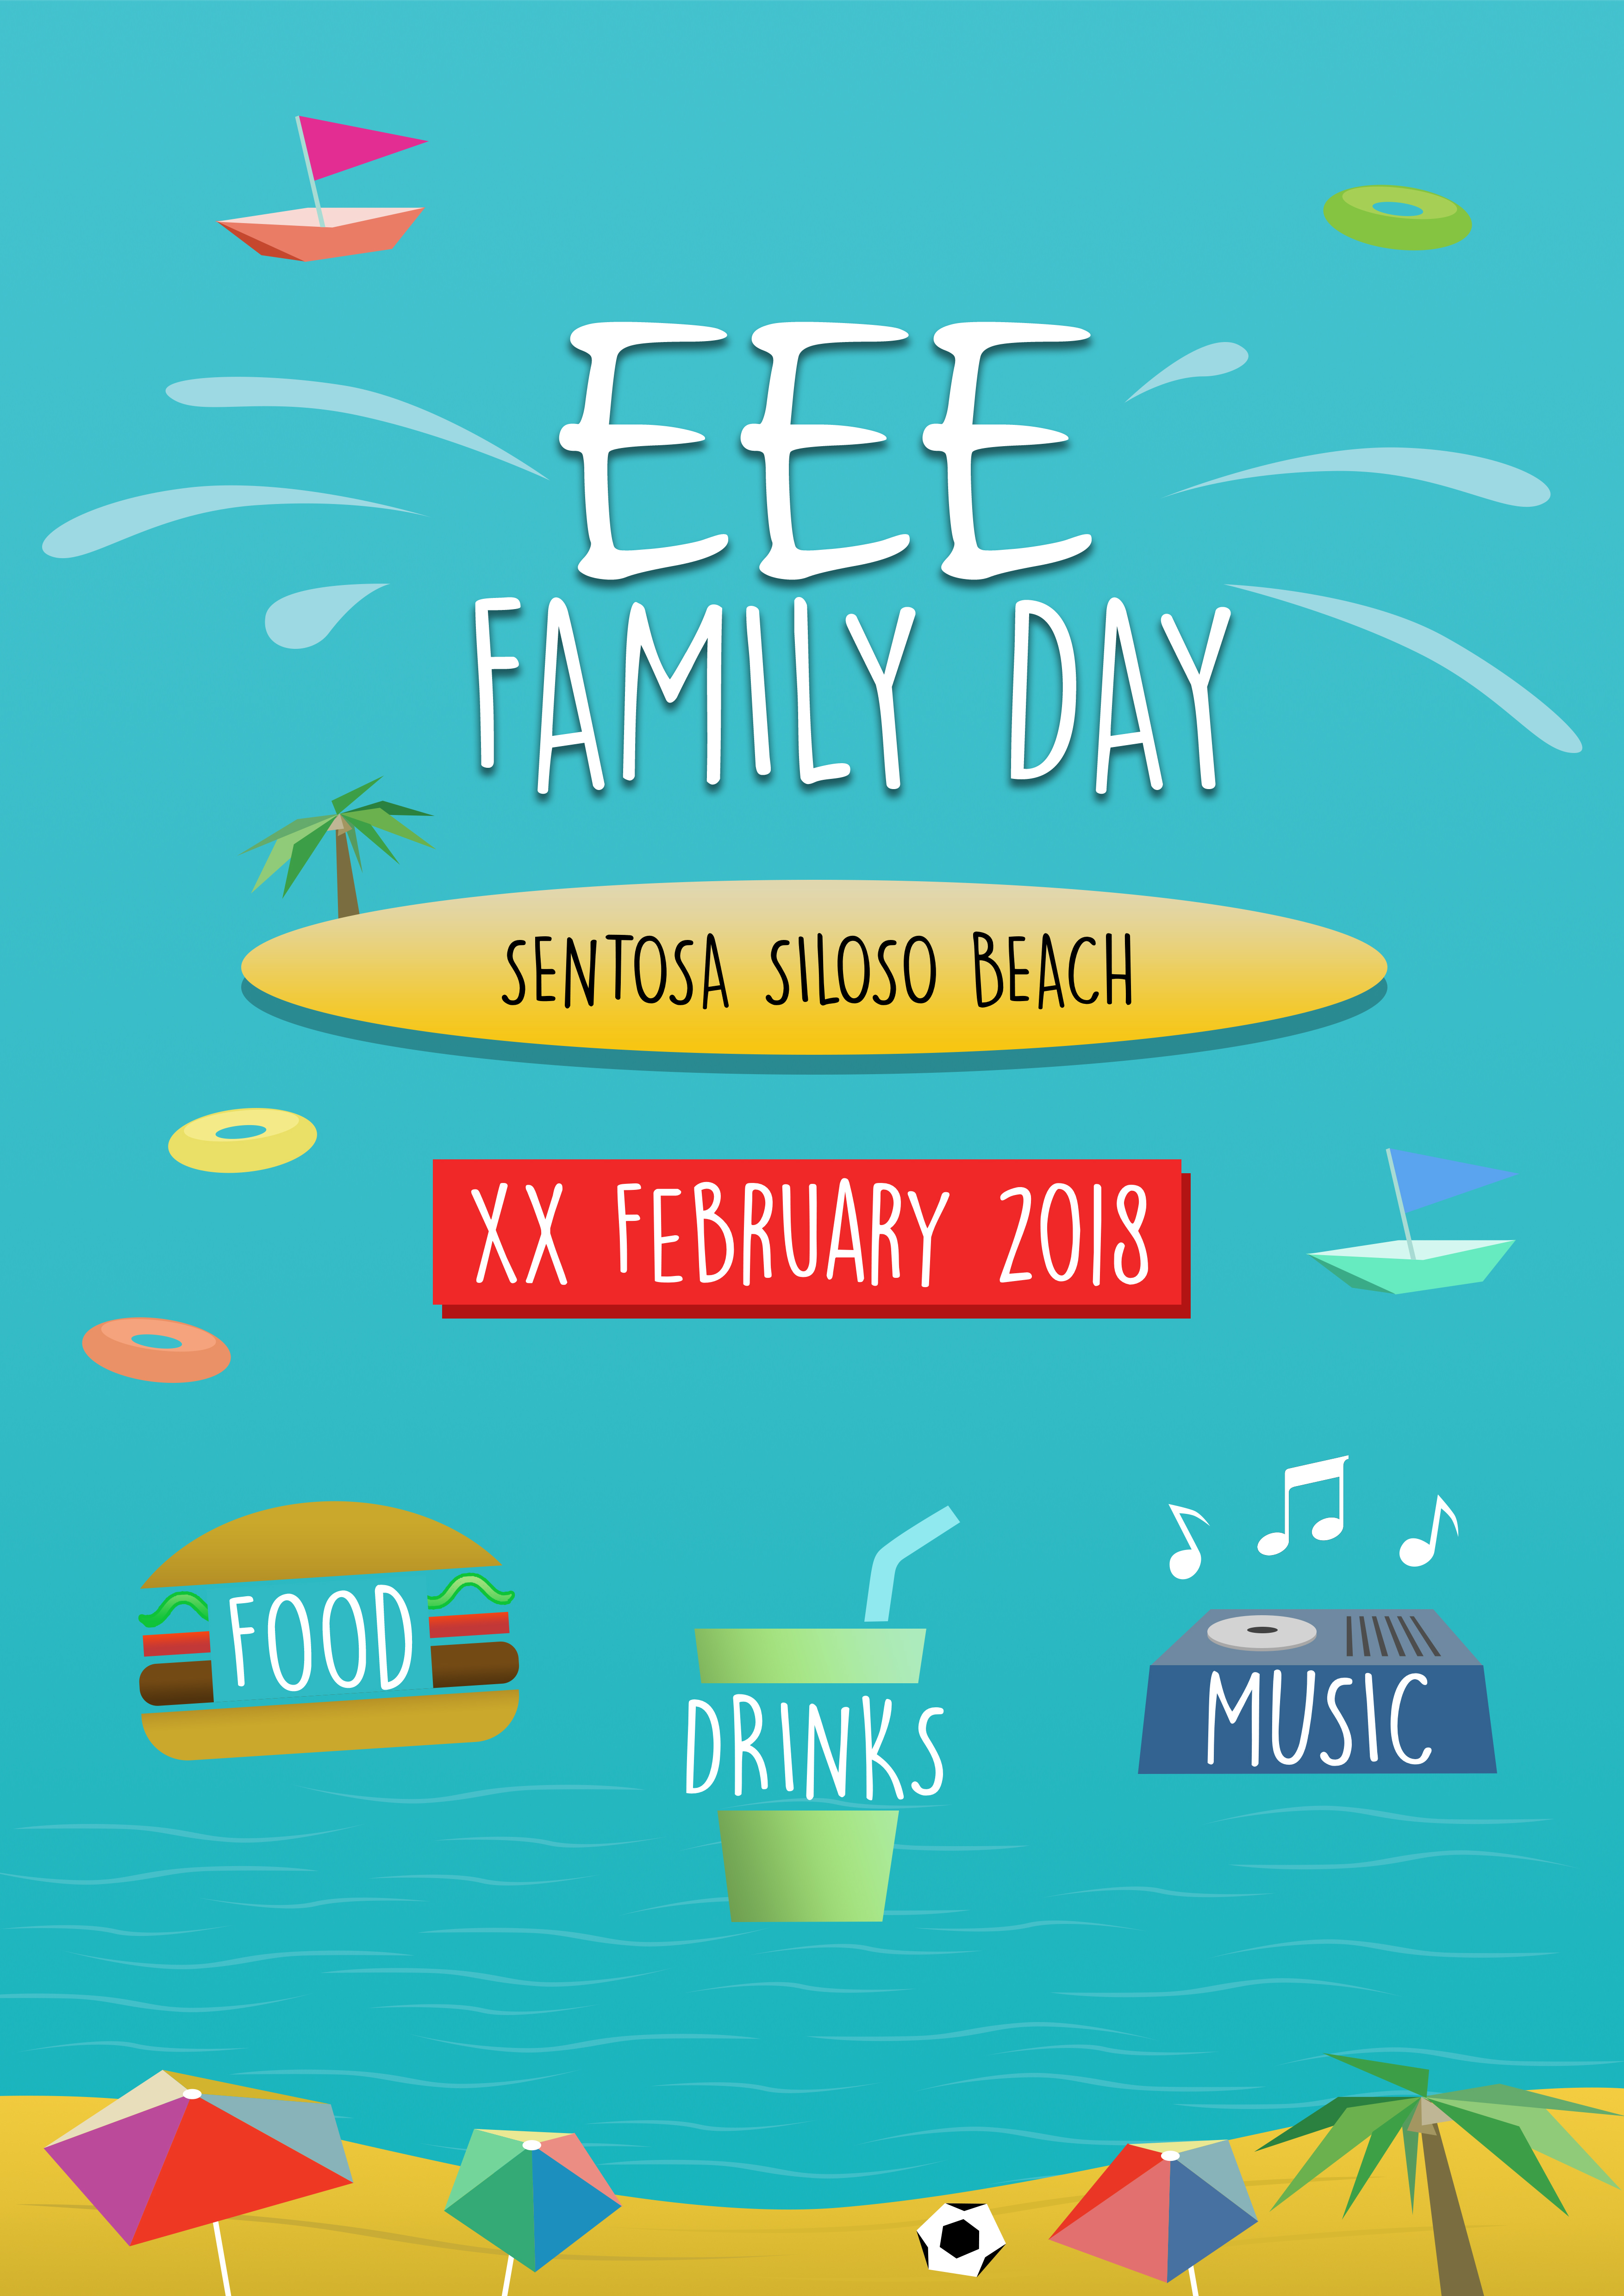 EEE
FAMILY DAY
SENTOSA SILOSO BEACH
XX FEBRUARY 2018
FOOD
DRINKS
MUSIC